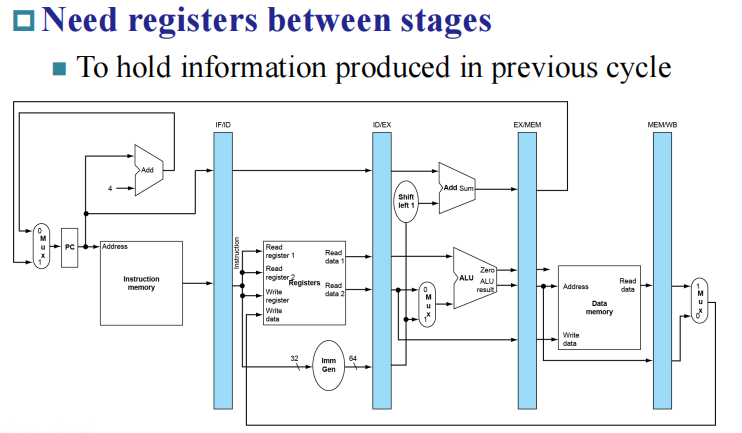 Need registers between stages
To hold information produced in previous cycle
IF/ID
ID/EX
EX/MEM
MEM/WB
Add
4
0
M
u
x
1
PC
Address
Instruction
memory
Instruction
Read
register 1
Read
register 2
Write
register
Write
data
Registers
Read
data 1
Read
data 2
32
Imm
Gen
64
Shift
left 1
Add Sum
0
M
u
x
1
ALU
Zero
ALU
result
Address
Read
data
Data
memory
Write
data
1
M
u
x
0